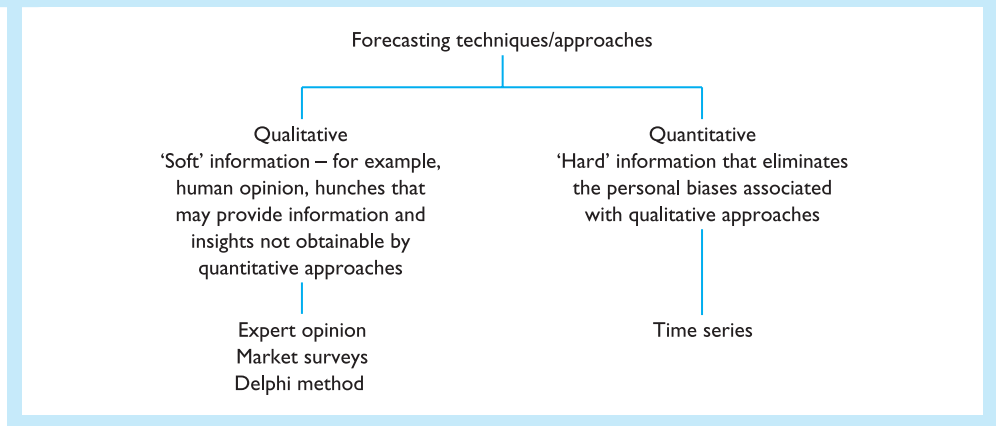 Forecasting techniques/approaches
Qualitative
‘Soft’ information – for example,
human opinion, hunches that
may provide information and
insights not obtainable by
quantitative approaches
Expert opinion
Market surveys
Delphi method
Quantitative
‘Hard’ information that eliminates
the personal biases associated
with qualitative approaches
Time series